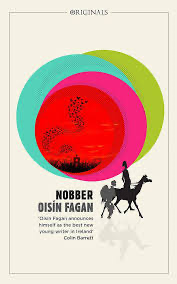 ORIGINALS
NOBBER
OISÍN FAGAN
'Oisín Fagan announces
himself as the best new
young writer in Ireland'
Colin Barrett